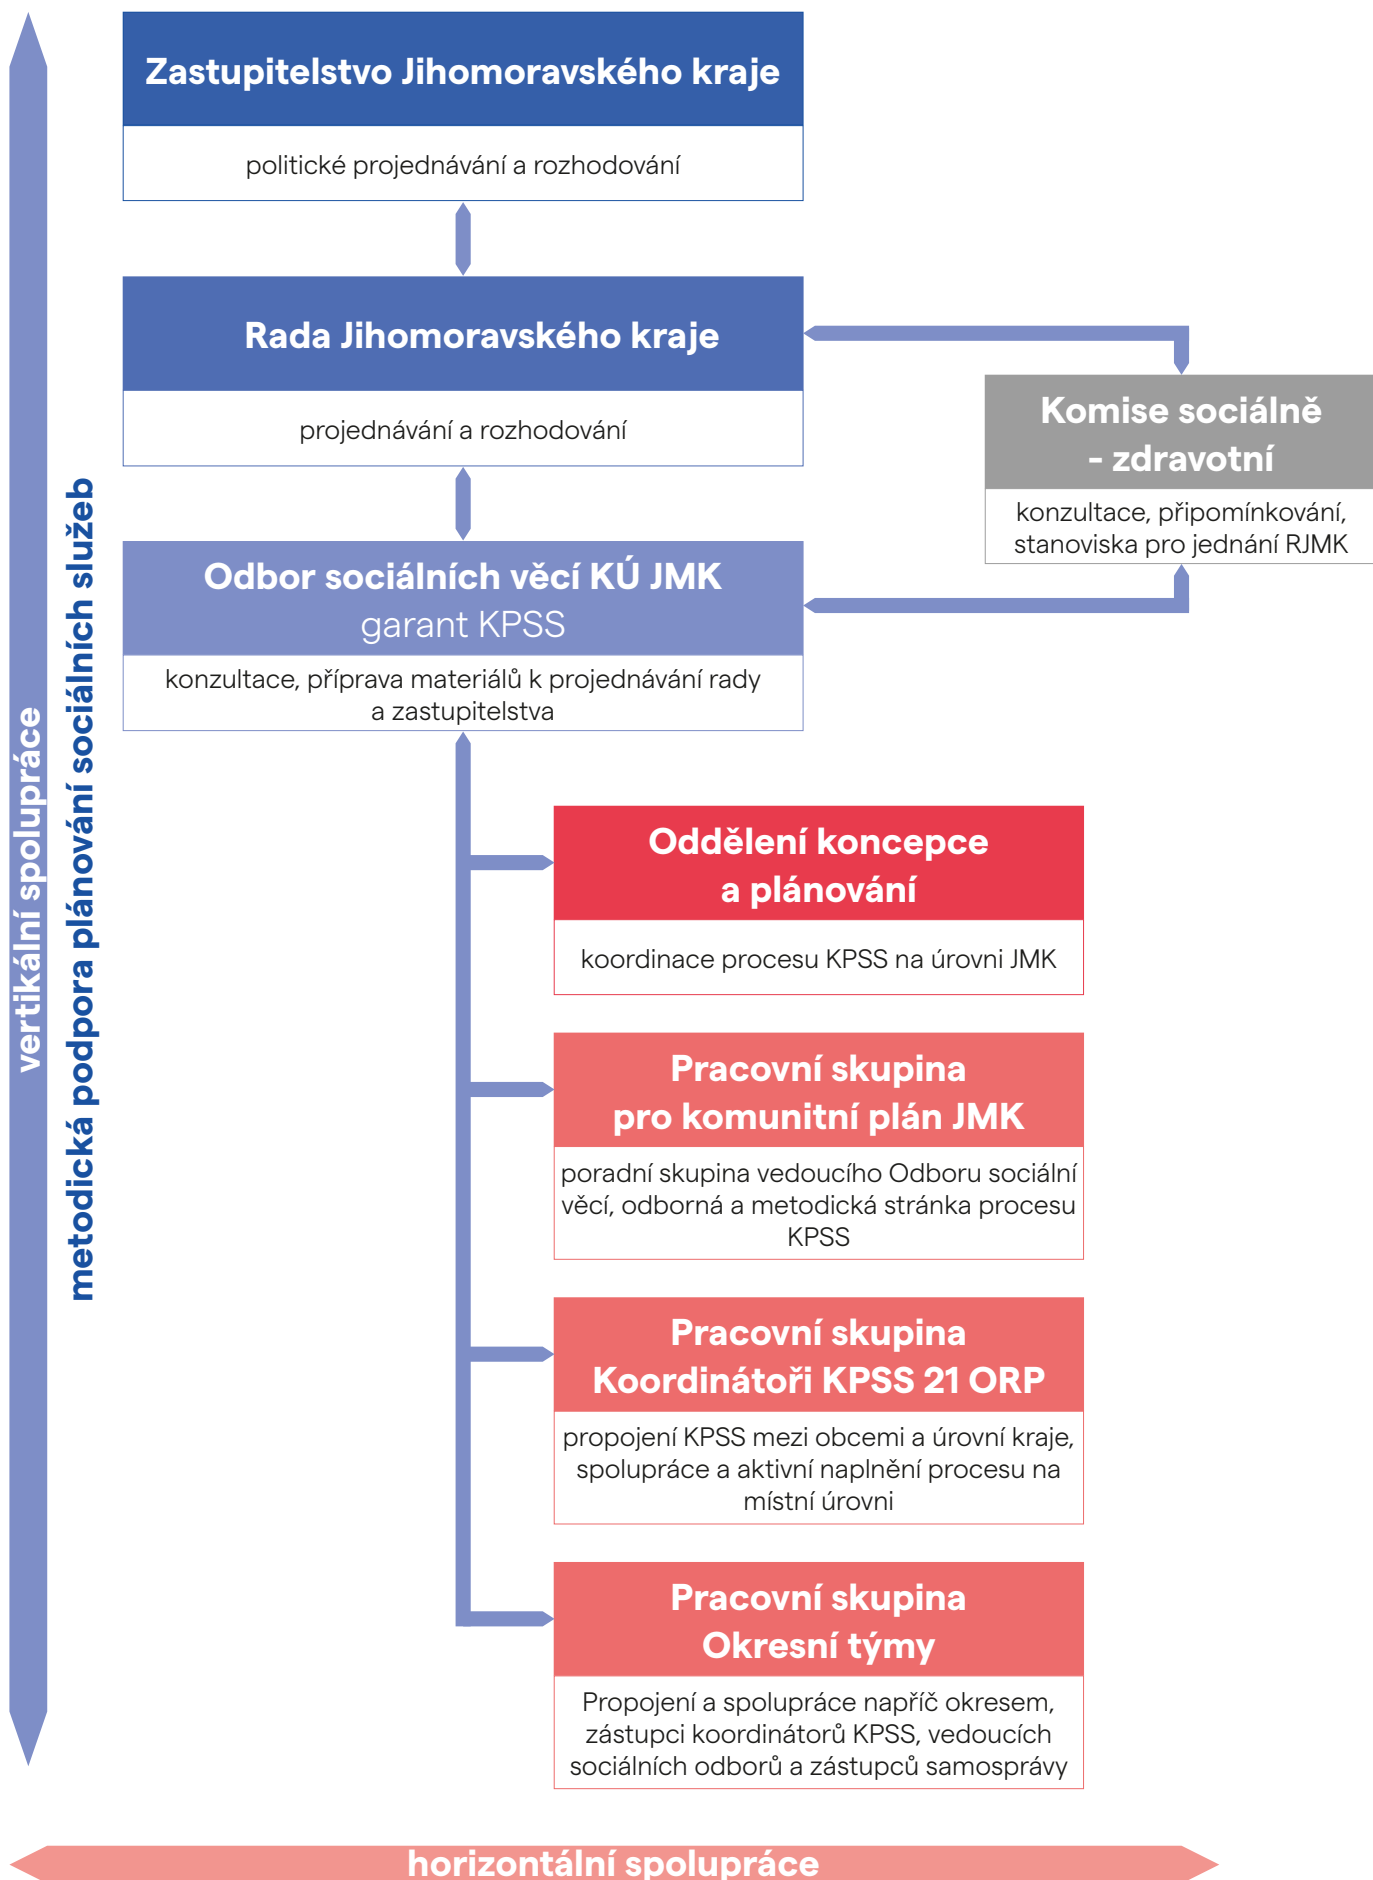 Zastupitelstvo Jihomoravského kraje
politické projednávání a rozhodování
Rada Jihomoravského kraje
projednávání a rozhodování
Komise sociálně
- zdravotní
konzultace, připomínkování,
stanoviska pro jednání RJMK
Odbor sociálních věcí KÚ JMK
garant KPSS
konzultace, příprava materiálů k projednávání rady
a zastupitelstva
vertikální spolupráce
metodická podpora plánování sociálních služeb
Oddělení koncepce
a plánování
koordinace procesu KPSS na úrovni JMK
Pracovní skupina
pro komunitní plán JMK
poradní skupina vedoucího Odboru sociální
věcí, odborná a metodická stránka procesu
KPSS
Pracovní skupina
Koordinátoři KPSS 21 ORP
propojení KPSS mezi obcemi a úrovní kraje,
spolupráce a aktivní naplnění procesu na
místní úrovni
Pracovní skupina
Okresní týmy
Propojení a spolupráce napříč okresem,
zástupci koordinátorů KPSS, vedoucích
sociálních odborů a zástupců samosprávy
horizontální spolupráce